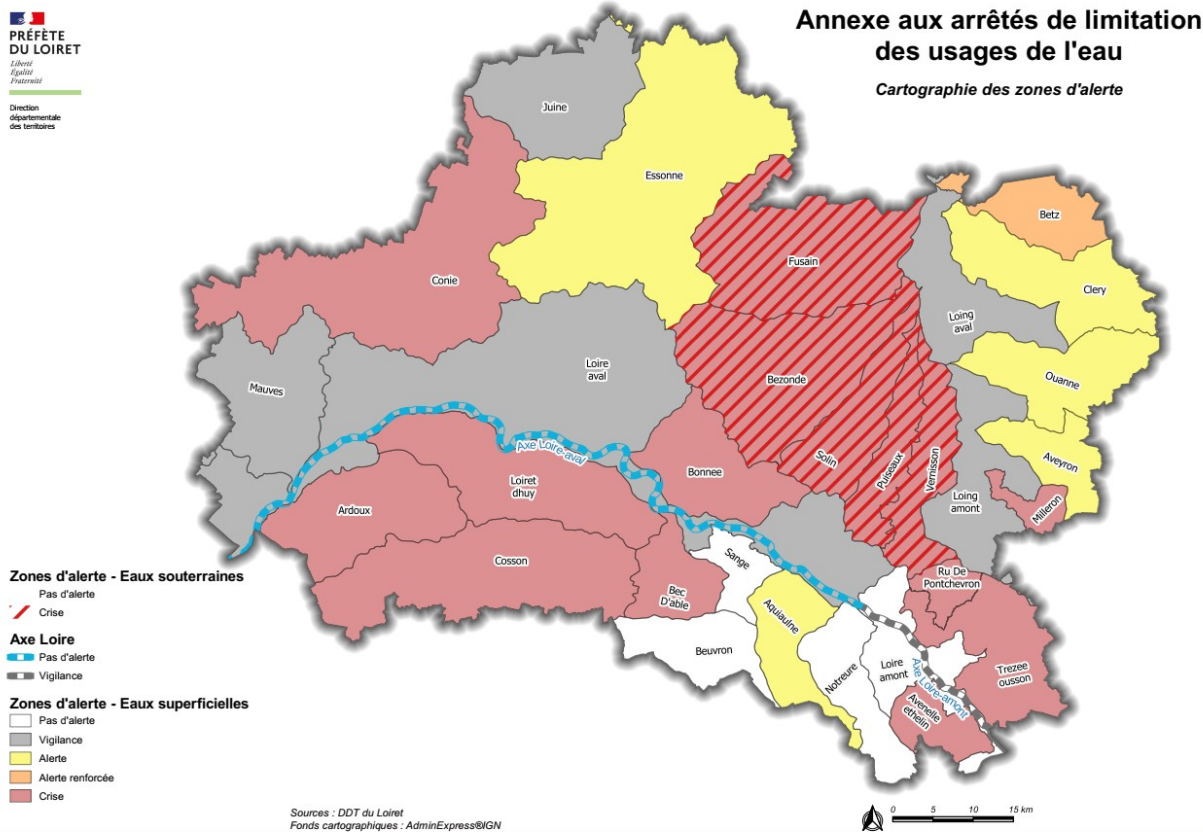 PRÉFÈTE
DU LOIRET
Liberté
Égalité
Fraternité
Direction
départementale
des territoires
Annexe aux arrêtés de limitation
des usages de l'eau
Cartographie des zones d'alerte
Juine
Essonne
Betz
Fusain
Conie
Clery
Loing
aval
Loire
aval
Bezonde
Ouanne
Mauves
Axe Loire-aval
Solin
Puiseaux
Vernisson
Aveyron
Bonnee
Loiret
dhuy
Ardoux
Loing
amont
Milleron
Cosson
Sange
Ru De
Pontchevron
Bec
D'able
Aquiaulne
Beuvron
Notreure
Loire
amont
Axe Loire-amont
Trezee
ousson
Avenelle
ethelin
Zones d'alerte - Eaux souterraines
Pas d'alerte
Crise
Axe Loire
Pas d'alerte
Vigilance
Zones d'alerte - Eaux superficielles
Pas d'alerte
Vigilance
Alerte
Alerte renforcée
Crise
Sources : DDT du Loiret
Fonds cartographiques : AdminExpress®IGN
0 5 10 15 km